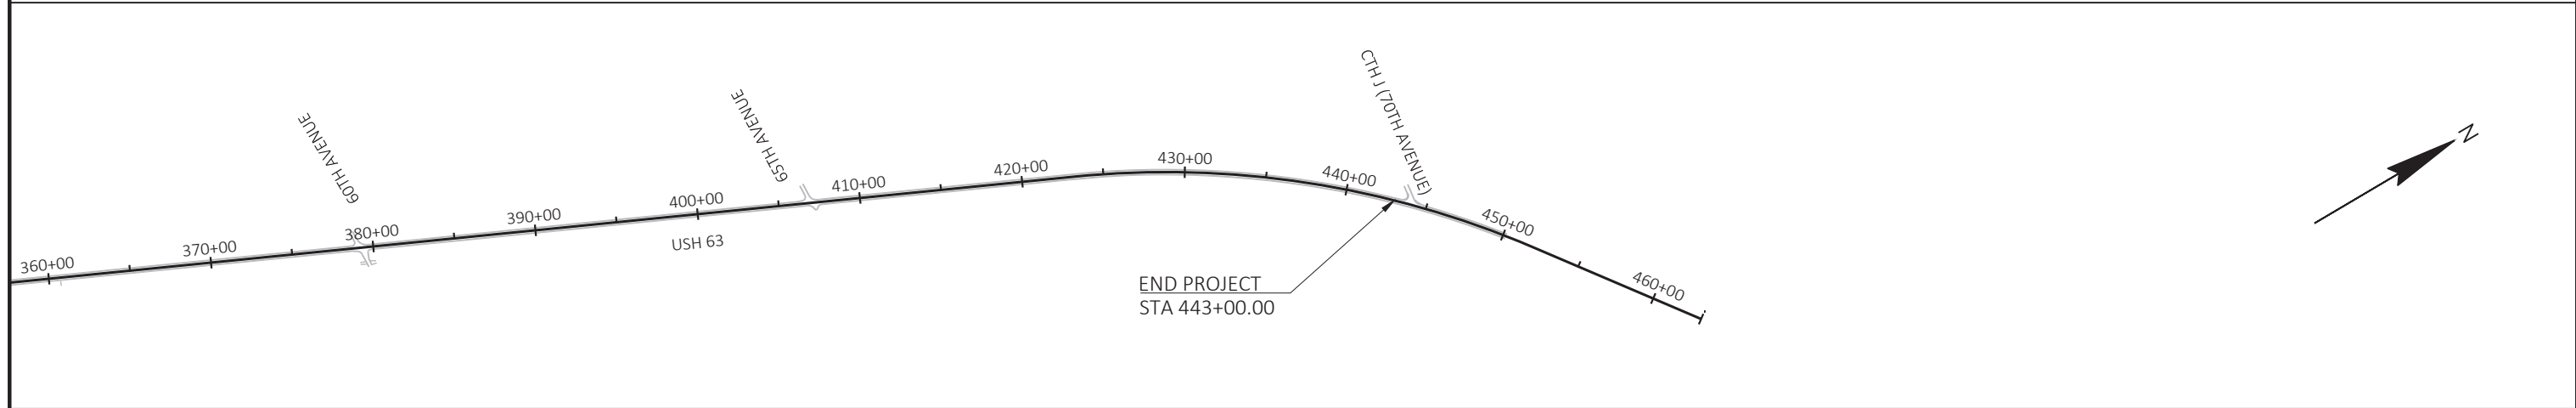 60TH AVENUE
65TH AVENUE
CTH J (70TH AVENUE)
N
360+00
370+00
380+00
390+00
400+00
410+00
420+00
430+00
440+00
450+00
460+00
USH 63
END PROJECT
STA 443+00.00